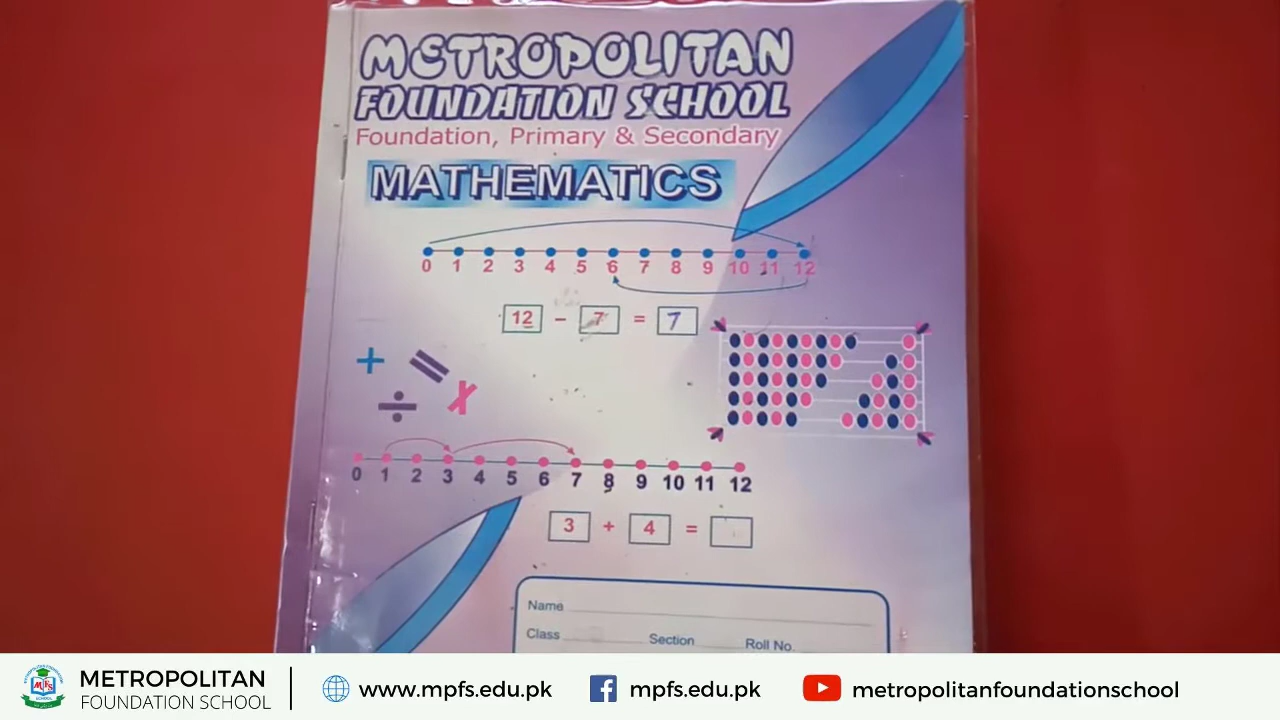 METROPOLITAN
FOUNDATION SCHOOL
Foundation, Primary & Secondary
MATHEMATICS
0 1 2 3 4 5 6 7 8 9 10 11 12
12 - 7 = 7
+ = ÷ x
0 1 2 3 4 5 6 7 8 9 10 11 12
3 + 4 =
Name
Class Section Roll No.
MFS
METROPOLITAN
FOUNDATION SCHOOL
www.mpfs.edu.pk
mpfs.edu.pk
metropolitanfoundationschool